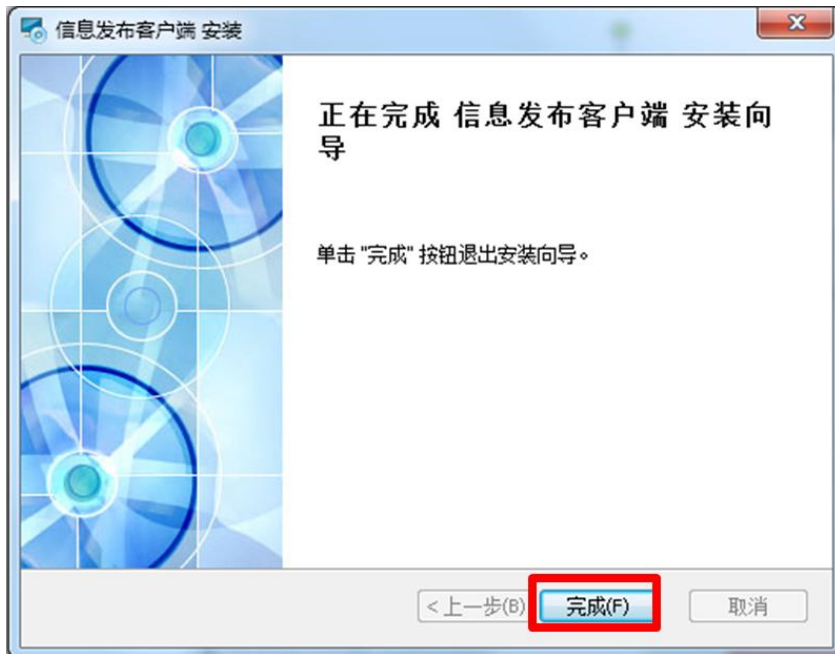 信息发布客户端 安装
正在完成 信息发布客户端 安装向
导
单击 "完成" 按钮退出安装向导。
< 上一步(B) 完成(F) 取消